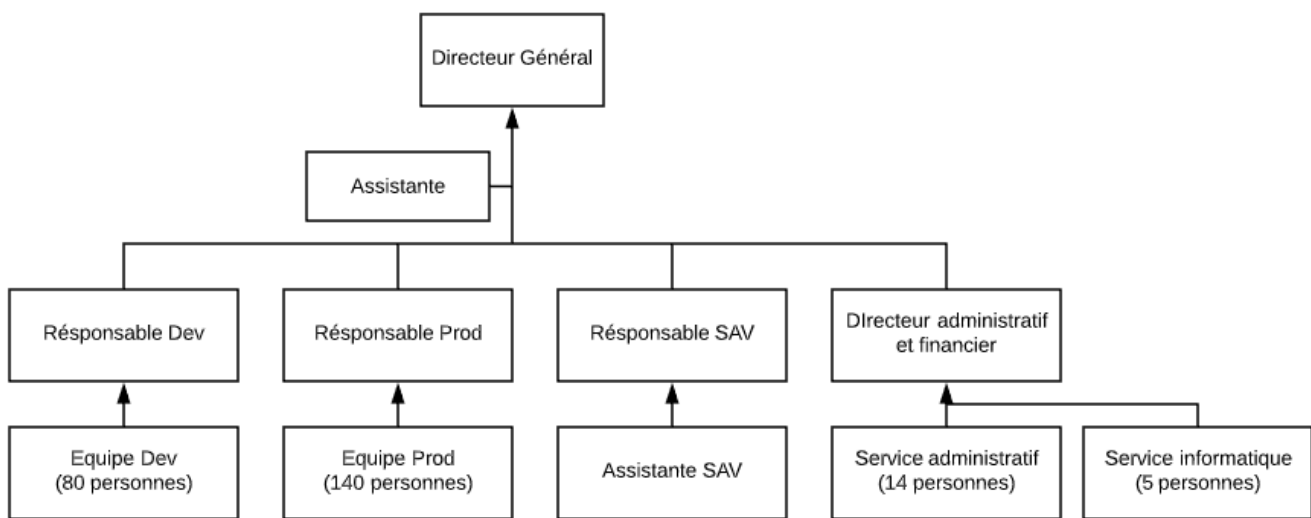 Directeur Général
Assistante
Résponsable Dev
Résponsable Prod
Résponsable SAV
DIrecteur administratif
et financier
Equipe Dev
(80 personnes)
Equipe Prod
(140 personnes)
Assistante SAV
Service administratif
(14 personnes)
Service informatique
(5 personnes)